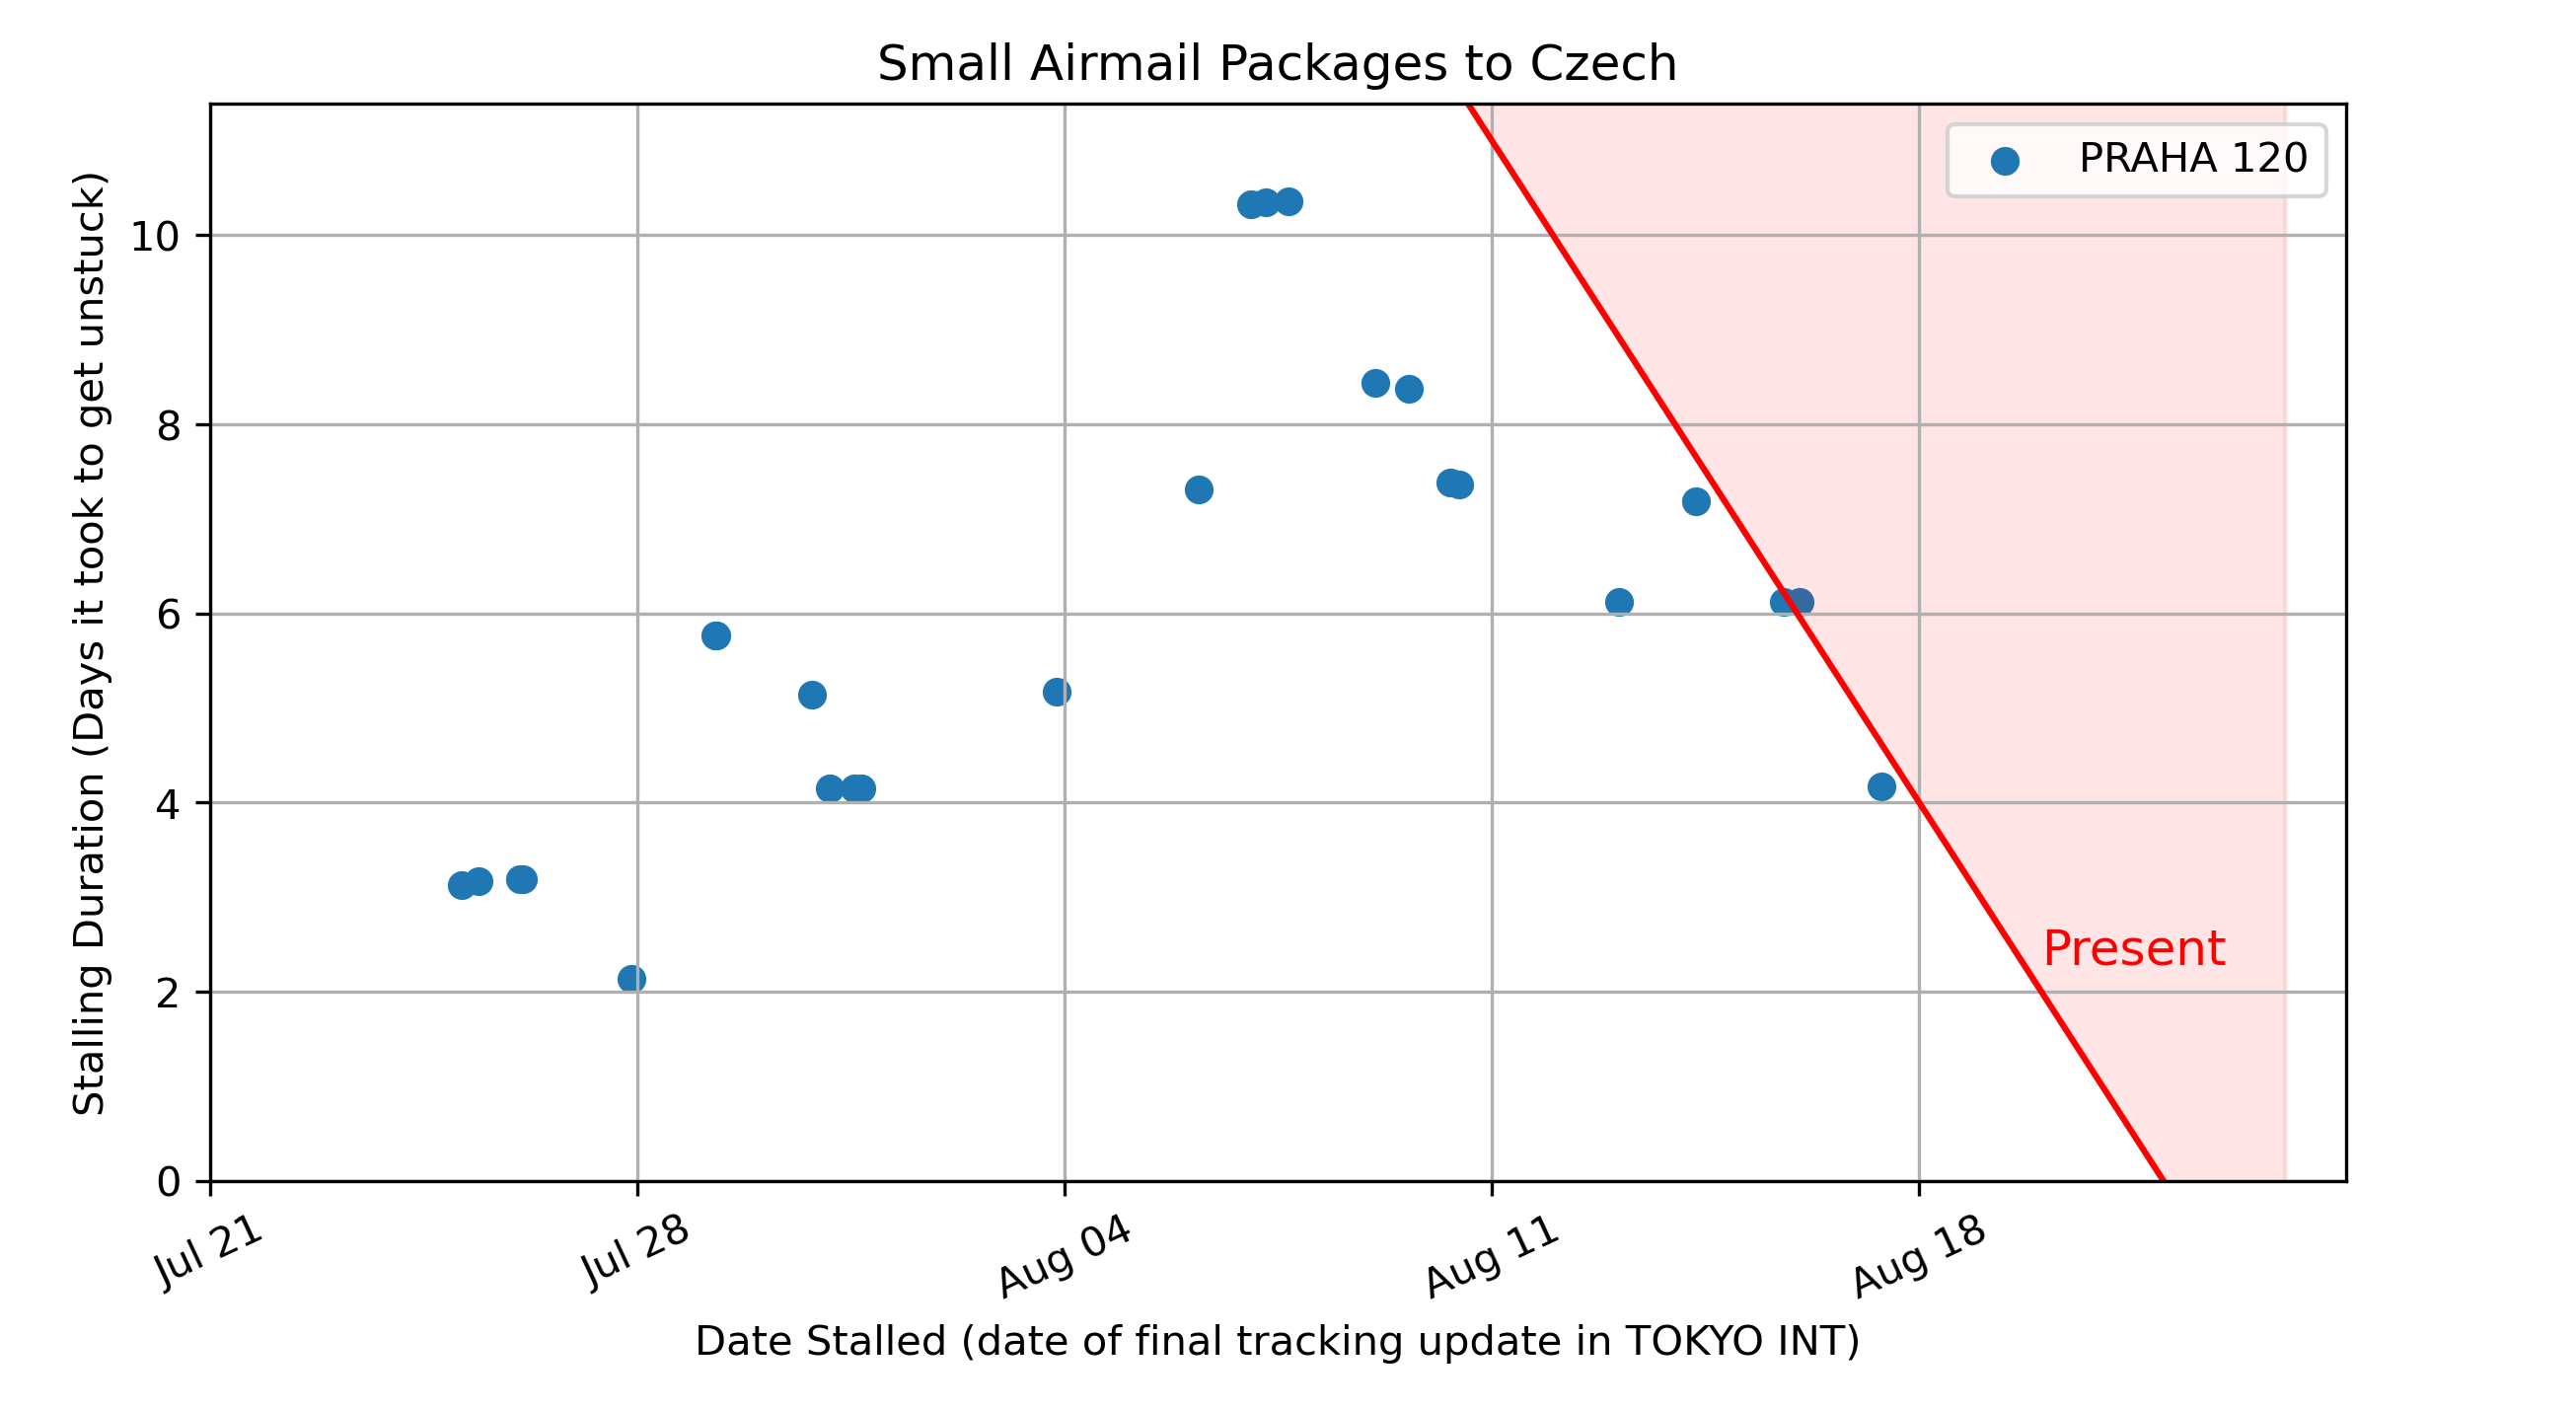 Small Airmail Packages to Czech
PRAHA 120
Stalling Duration (Days it took to get unstuck)
10
8
6
4
2
0
Present
Jul 21
Jul 28
Aug 04
Aug 11
Aug 18
Date Stalled (date of final tracking update in TOKYO INT)